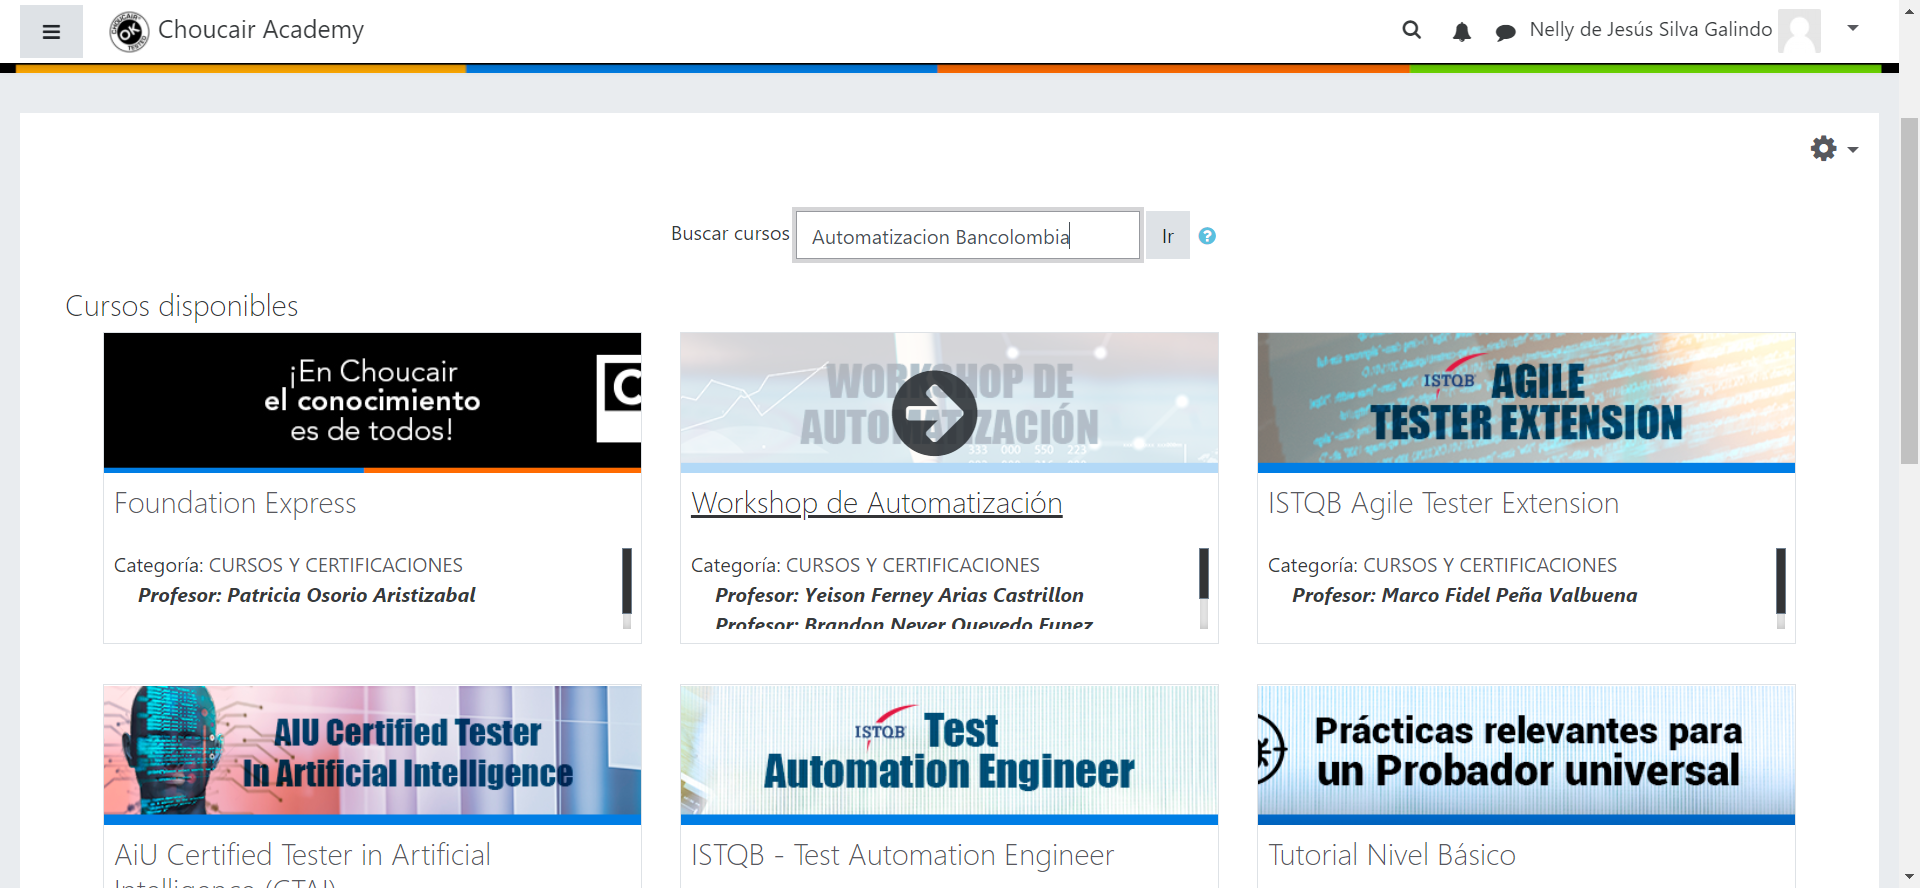 Choucair Academy
Nelly de Jesús Silva Galindo
Buscar cursos Automatizacion Bancolombia Ir
Cursos disponibles
¡En Choucair
el conocimiento
es de todos!
Foundation Express
Categoría: CURSOS Y CERTIFICACIONES
Profesor: Patricia Osorio Aristizabal
WORKSHOP DE
AUTOMATIZACIÓN
333 000 550 223
Workshop de Automatización
Categoría: CURSOS Y CERTIFICACIONES
Profesor: Yeison Ferney Arias Castrillon
Profesor: Brandon Never Quevedo Funez
ISTQB AGILE
TESTER EXTENSION
ISTQB Agile Tester Extension
Categoría: CURSOS Y CERTIFICACIONES
Profesor: Marco Fidel Peña Valbuena
AIU Certified Tester
In Artificial Intelligence
AiU Certified Tester in Artificial
Intelligence (CTAI)
ISTQB Test
Automation Engineer
ISTQB - Test Automation Engineer
Prácticas relevantes para
un Probador universal
Tutorial Nivel Básico